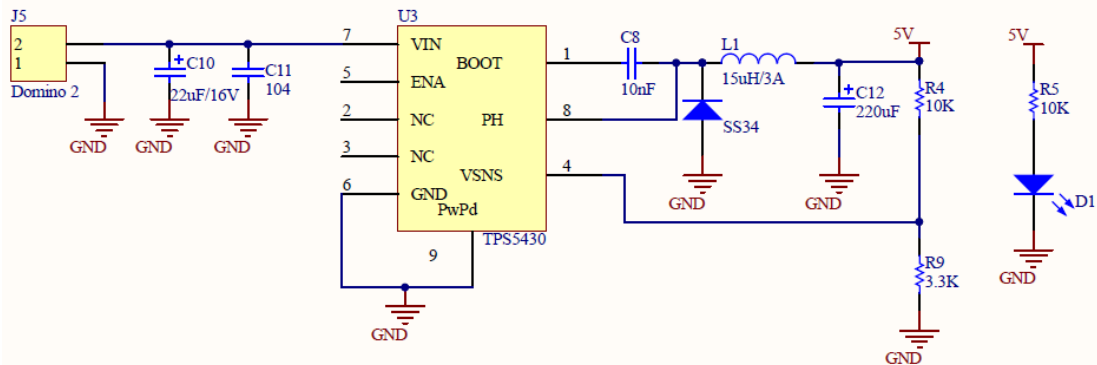 J5
2
1
Domino 2
GND
C10
22uF/16V
GND
C11
104
GND
U3
7
VIN
5
ENA
2
NC
3
NC
6
GND
BOOT
1
PH
8
VSNS
4
PwPd
9
TPS5430
GND
C8
10nF
SS34
GND
L1
15uH/3A
C12
220uF
GND
5V
R4
10K
R9
3.3K
GND
5V
R5
10K
D1
GND